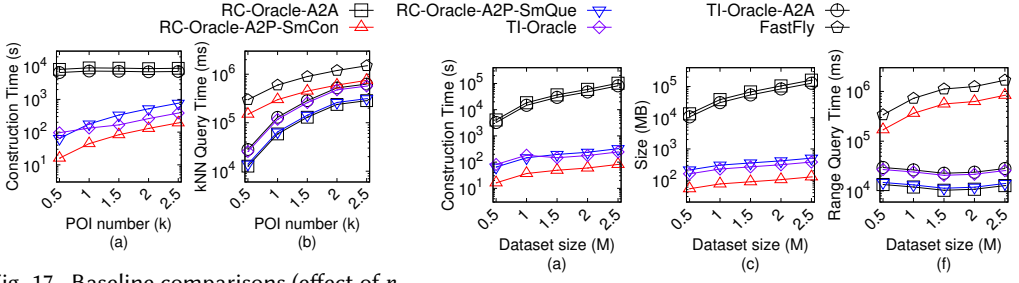 RC-Oracle-A2A RC-Oracle-A2P-SmQue TI-Oracle-A2A
RC-Oracle-A2P-SmCon TI-Oracle FastFly
Construction Time (s)
10^4
10^3
10^2
10^1
0.5 1 1.5 2 2.5
POI number (k)
(a)
kNN Query Time (ms)
10^6
10^5
10^4
0.5 1 1.5 2 2.5
POI number (k)
(b)
Construction Time (s)
10^5
10^4
10^3
10^2
10^1
0.5 1 1.5 2 2.5
Dataset size (M)
(a)
Size (MB)
10^5
10^4
10^3
10^2
0.5 1 1.5 2 2.5
Dataset size (M)
(c)
Range Query Time (ms)
10^6
10^5
10^4
0.5 1 1.5 2 2.5
Dataset size (M)
(f)
Fig. 17. Baseline comparisons (effect of n